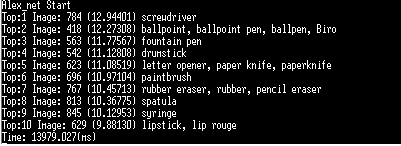 Alex_net Start
Top:1 Image: 784 (12.94401) screwdriver
Top:2 Image: 418 (12.27308) ballpoint, ballpoint pen, ballpen, Biro
Top:3 Image: 563 (11.77567) fountain pen
Top:4 Image: 542 (11.12808) drumstick
Top:5 Image: 623 (11.08519) letter opener, paper knife, paperknife
Top:6 Image: 696 (10.97104) paintbrush
Top:7 Image: 767 (10.45713) rubber eraser, rubber, pencil eraser
Top:8 Image: 813 (10.36775) spatula
Top:9 Image: 845 (10.12953) syringe
Top:10 Image: 629 (9.88130) lipstick, lip rouge
Time: 13979.027(ms)